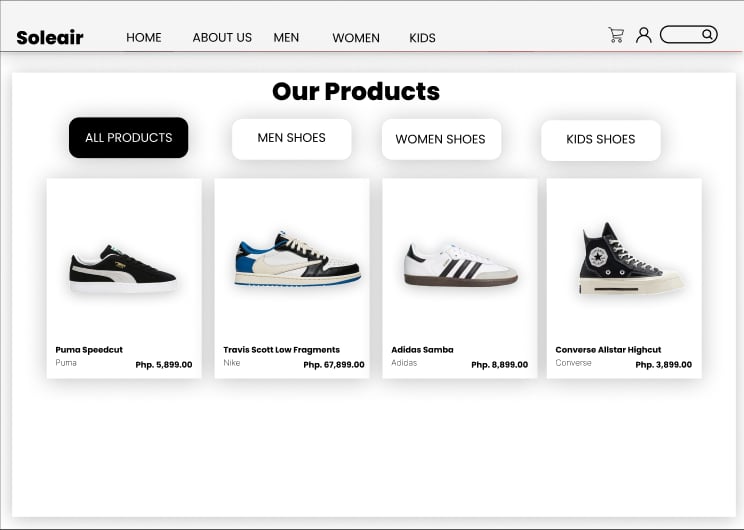 Soleair HOME ABOUT US MEN WOMEN KIDS
Our Products
ALL PRODUCTS MEN SHOES WOMEN SHOES KIDS SHOES
Puma Speedcut
Puma Php. 5,899.00
Travis Scott Low Fragments
Nike Php. 67,899.00
Adidas Samba
Adidas Php. 8,899.00
Converse Allstar Highcut
Converse Php. 3,899.00